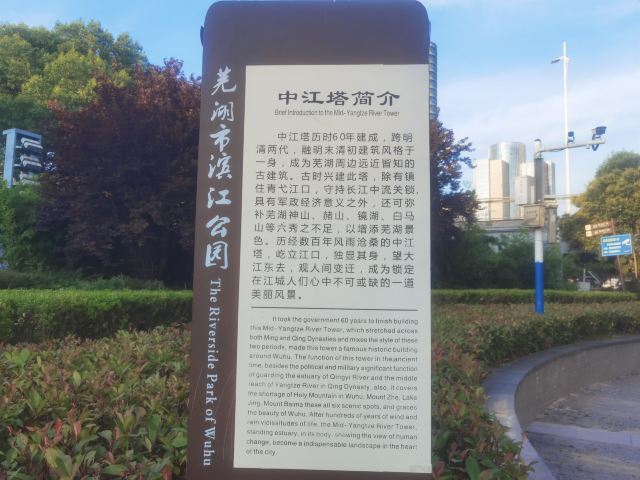 芜湖市滨江公园
The Riverside Park of Wuhu
中江塔简介
Brief Introduction to the Mid-Yangtze River Tower
中江塔历时60年建成，跨明
清两代，融明末清初建筑风格于
一身，成为芜湖周边远近皆知的
古建筑。古时兴建此塔，除有镇
住青弋江口，守持长江中流关锁，
具有军政经济意义之外，还可弥
补芜湖神山、赭山、镜湖、白马
山等六秀之不足，以增添芜湖景
色。历经数百年风雨沧桑的中江
塔，屹立江口，独显其身，望大
江东去，观人间变迁，成为锁定
在江城人们心中不可或缺的一道
美丽风景。
It took the government 60 years to finish building
this Mid-Yangtze River Tower, which stretched across
both Ming and Qing Dynasties and mixes the style of these
two periods, made this tower a famous historic building
around Wuhu. The function of this tower in the ancient
time, besides the political and military significant function
of guarding the estuary of Qingyi River and the middle
reach of Yangtze River in Qing Dynasty, also, it covers
the shortage of Holy Mountain in Wuhu, Mount Zhe, Lake
Jing, Mount Baima these all six scenic spots, and graces
the beauty of Wuhu. After hundreds of years of wind and
rein vicissitudes of life, the Mid-Yangtze River Tower,
standing estuary, in its body, showing the view of human
change, become a indispensable landscape in the heart
of the city.